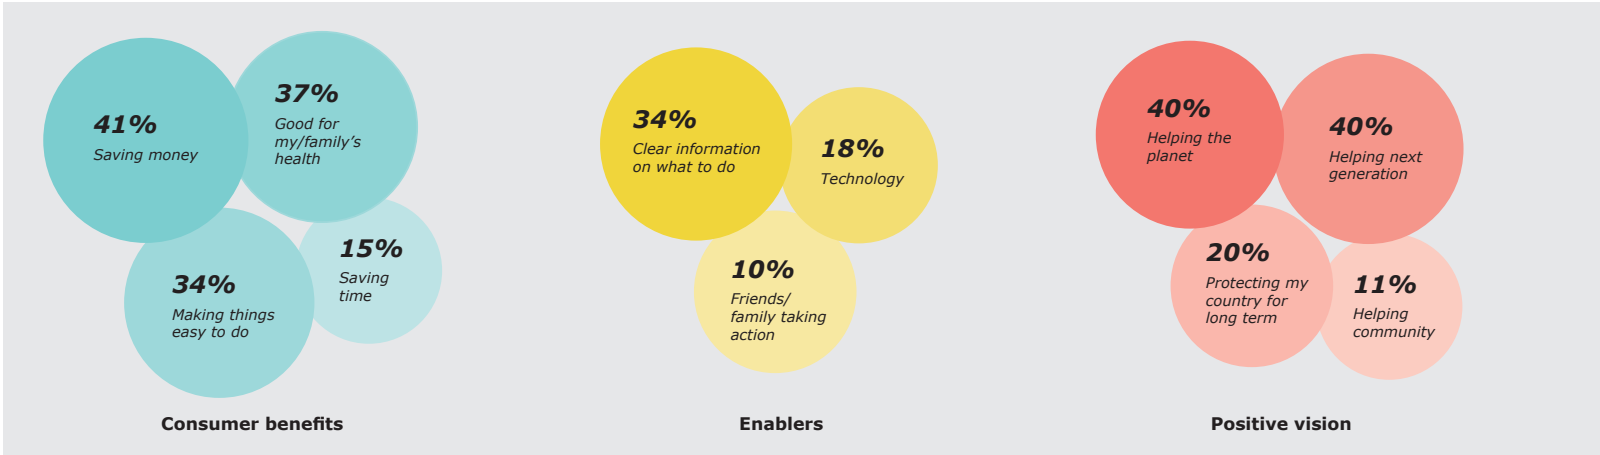 41%
Saving money
37%
Good for
my/family’s
health
34%
Making things
easy to do
15%
Saving
time
Consumer benefits
34%
Clear information
on what to do
18%
Technology
10%
Friends/
family taking
action
Enablers
40%
Helping the
planet
40%
Helping next
generation
20%
Protecting my
country for
long term
11%
Helping
community
Positive vision